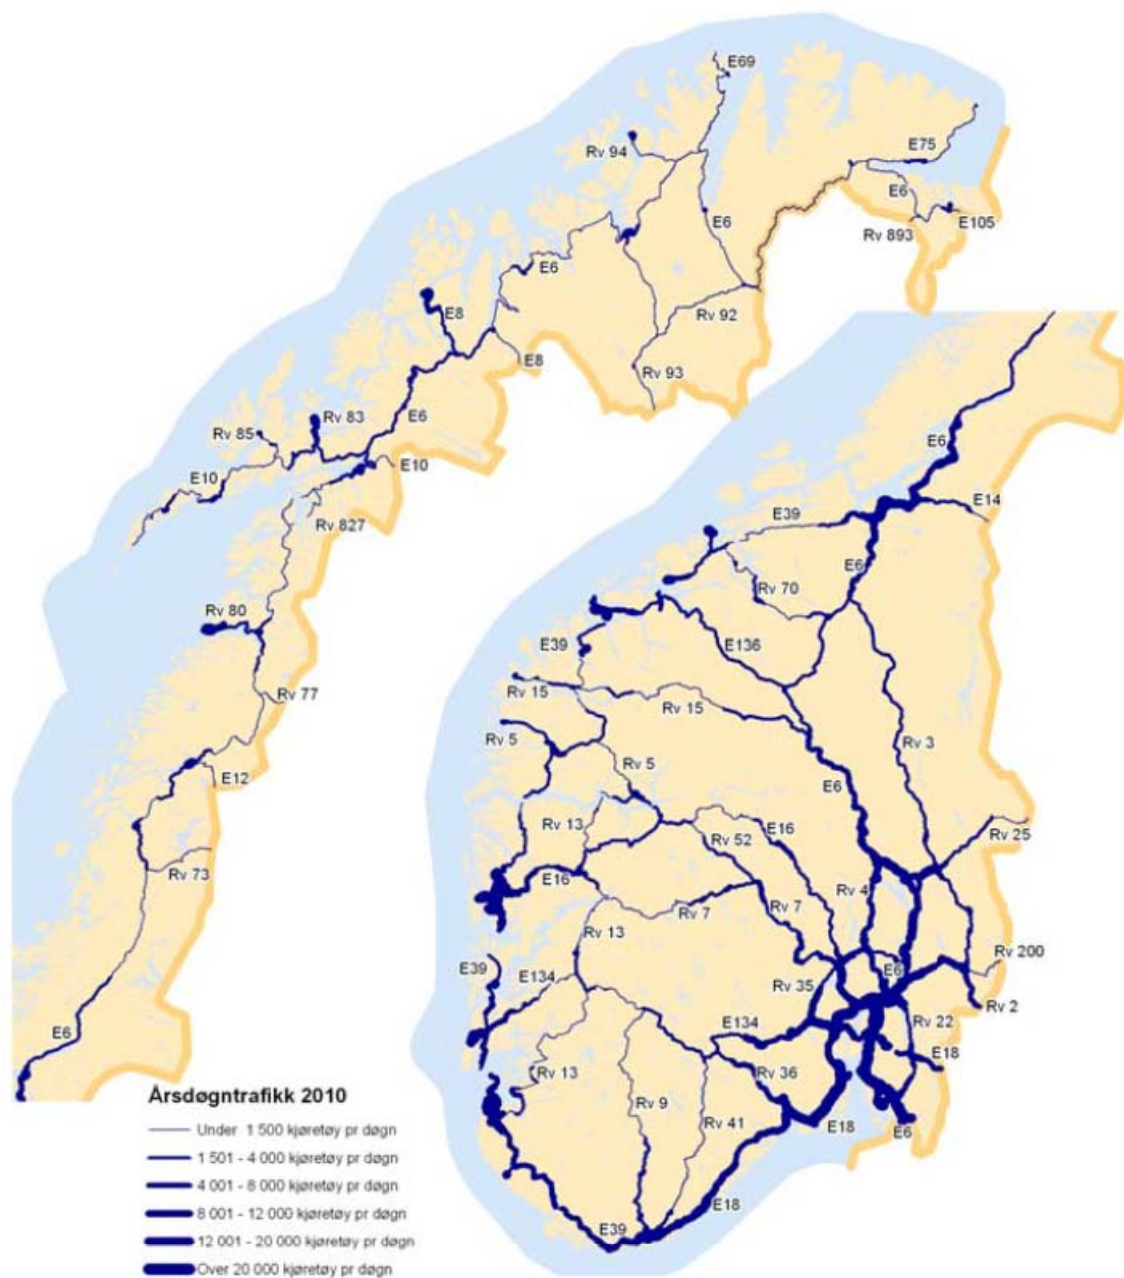 E69
Rv 94
E75
E6
E105
Rv 893
E6
E6
E8
Rv 92
E8
Rv 93
Rv 83
E6
Rv 85
E10
E10
Rv 827
E6
E14
E39
E6
Rv 70
Rv 80
E39
E136
Rv 15
Rv 15
Rv 77
Rv 5
Rv 3
Rv 5
E12
E6
Rv 13
E16
Rv 52
Rv 25
Rv 73
E16
Rv 4
Rv 7
Rv 7
Rv 13
Rv 200
E39
E134
E6
Rv 35
Rv 2
E6
E134
Rv 22
E18
Rv 13
Rv 36
Rv 9
Rv 41
E18
E6
E18
E39
Årsdøgntrafikk 2010
Under 1 500 kjøretøy pr døgn
1 501 - 4 000 kjøretøy pr døgn
4 001 - 8 000 kjøretøy pr døgn
8 001 - 12 000 kjøretøy pr døgn
12 001 - 20 000 kjøretøy pr døgn
Over 20 000 kjøretøy pr døgn